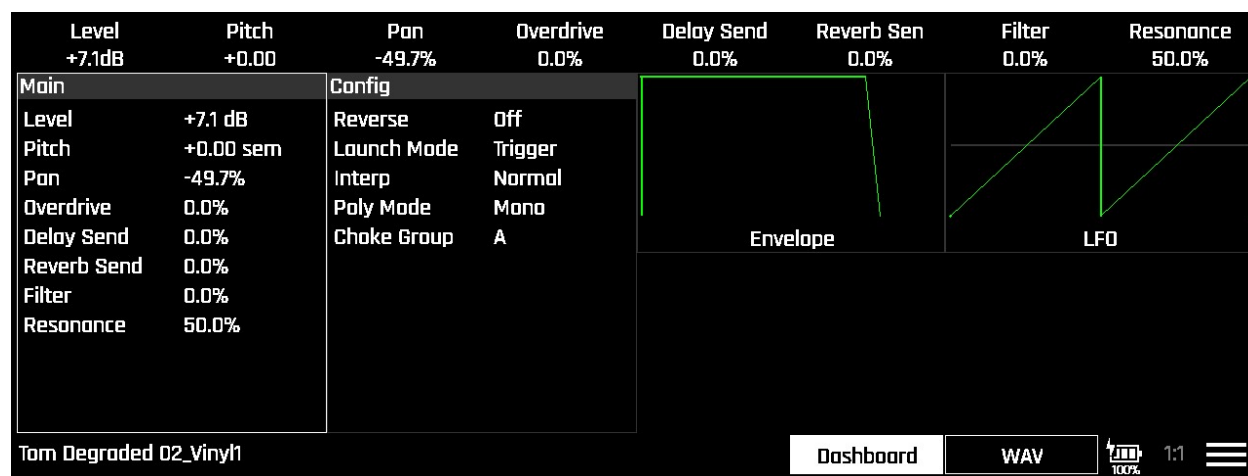 Level Pitch Pan Overdrive Delay Send Reverb Sen Filter Resonance
+7.1dB +0.00 -49.7% 0.0% 0.0% 0.0% 0.0% 50.0%
Main
Level +7.1 dB
Pitch +0.00 sem
Pan -49.7%
Overdrive 0.0%
Delay Send 0.0%
Reverb Send 0.0%
Filter 0.0%
Resonance 50.0%
Config
Reverse Off
Launch Mode Trigger
Interp Normal
Poly Mode Mono
Choke Group A
Envelope
LFO
Tom Degraded 02_Vinyl1
Dashboard
WAV
100%
1:1